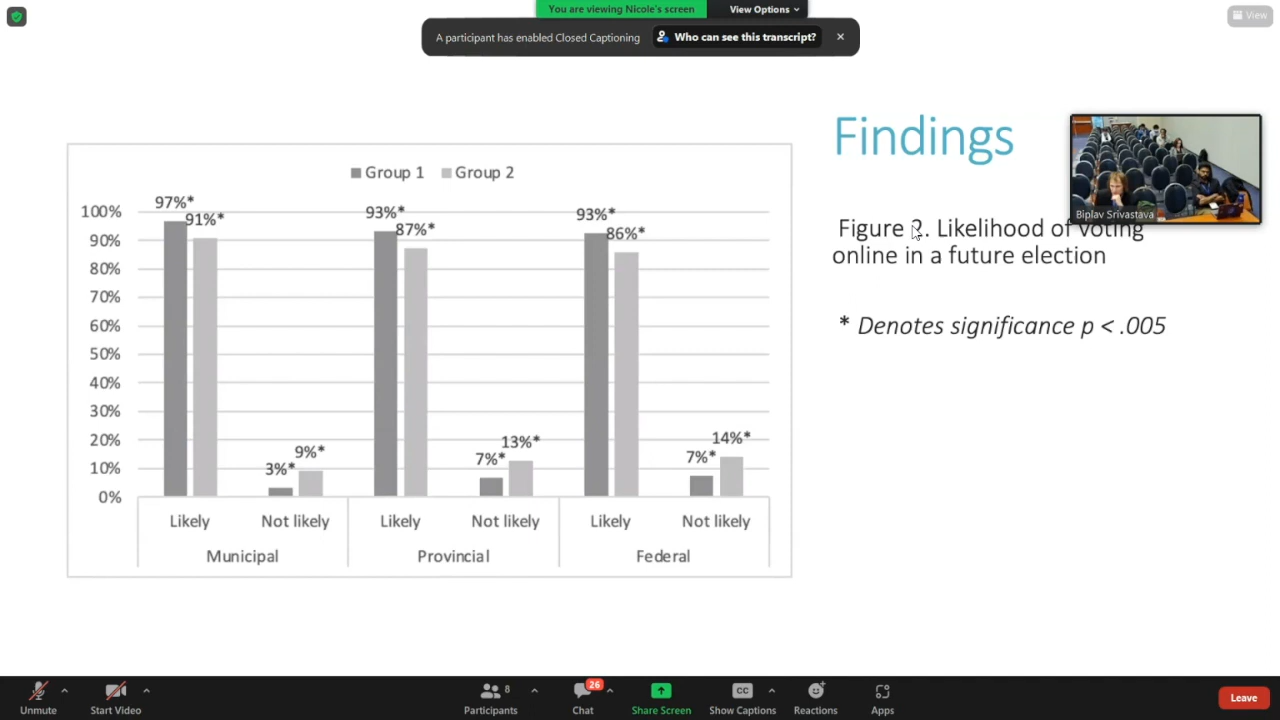 You are viewing Nicole's screen
View Options
View
A participant has enabled Closed Captioning
Who can see this transcript?
Findings
Biplav Srivastava
Figure 2. Likelihood of voting
online in a future election
* Denotes significance p < .005
Group 1 Group 2
97%* 91%* 93%* 87%* 93%* 86%*
3%* 9%* 7%* 13%* 7%* 14%*
100%
90%
80%
70%
60%
50%
40%
30%
20%
10%
0%
Likely Not likely Likely Not likely Likely Not likely
Municipal Provincial Federal
Unmute
Start Video
Participants 8
Chat 26
Share Screen
CC Show Captions
Reactions
Apps
Leave